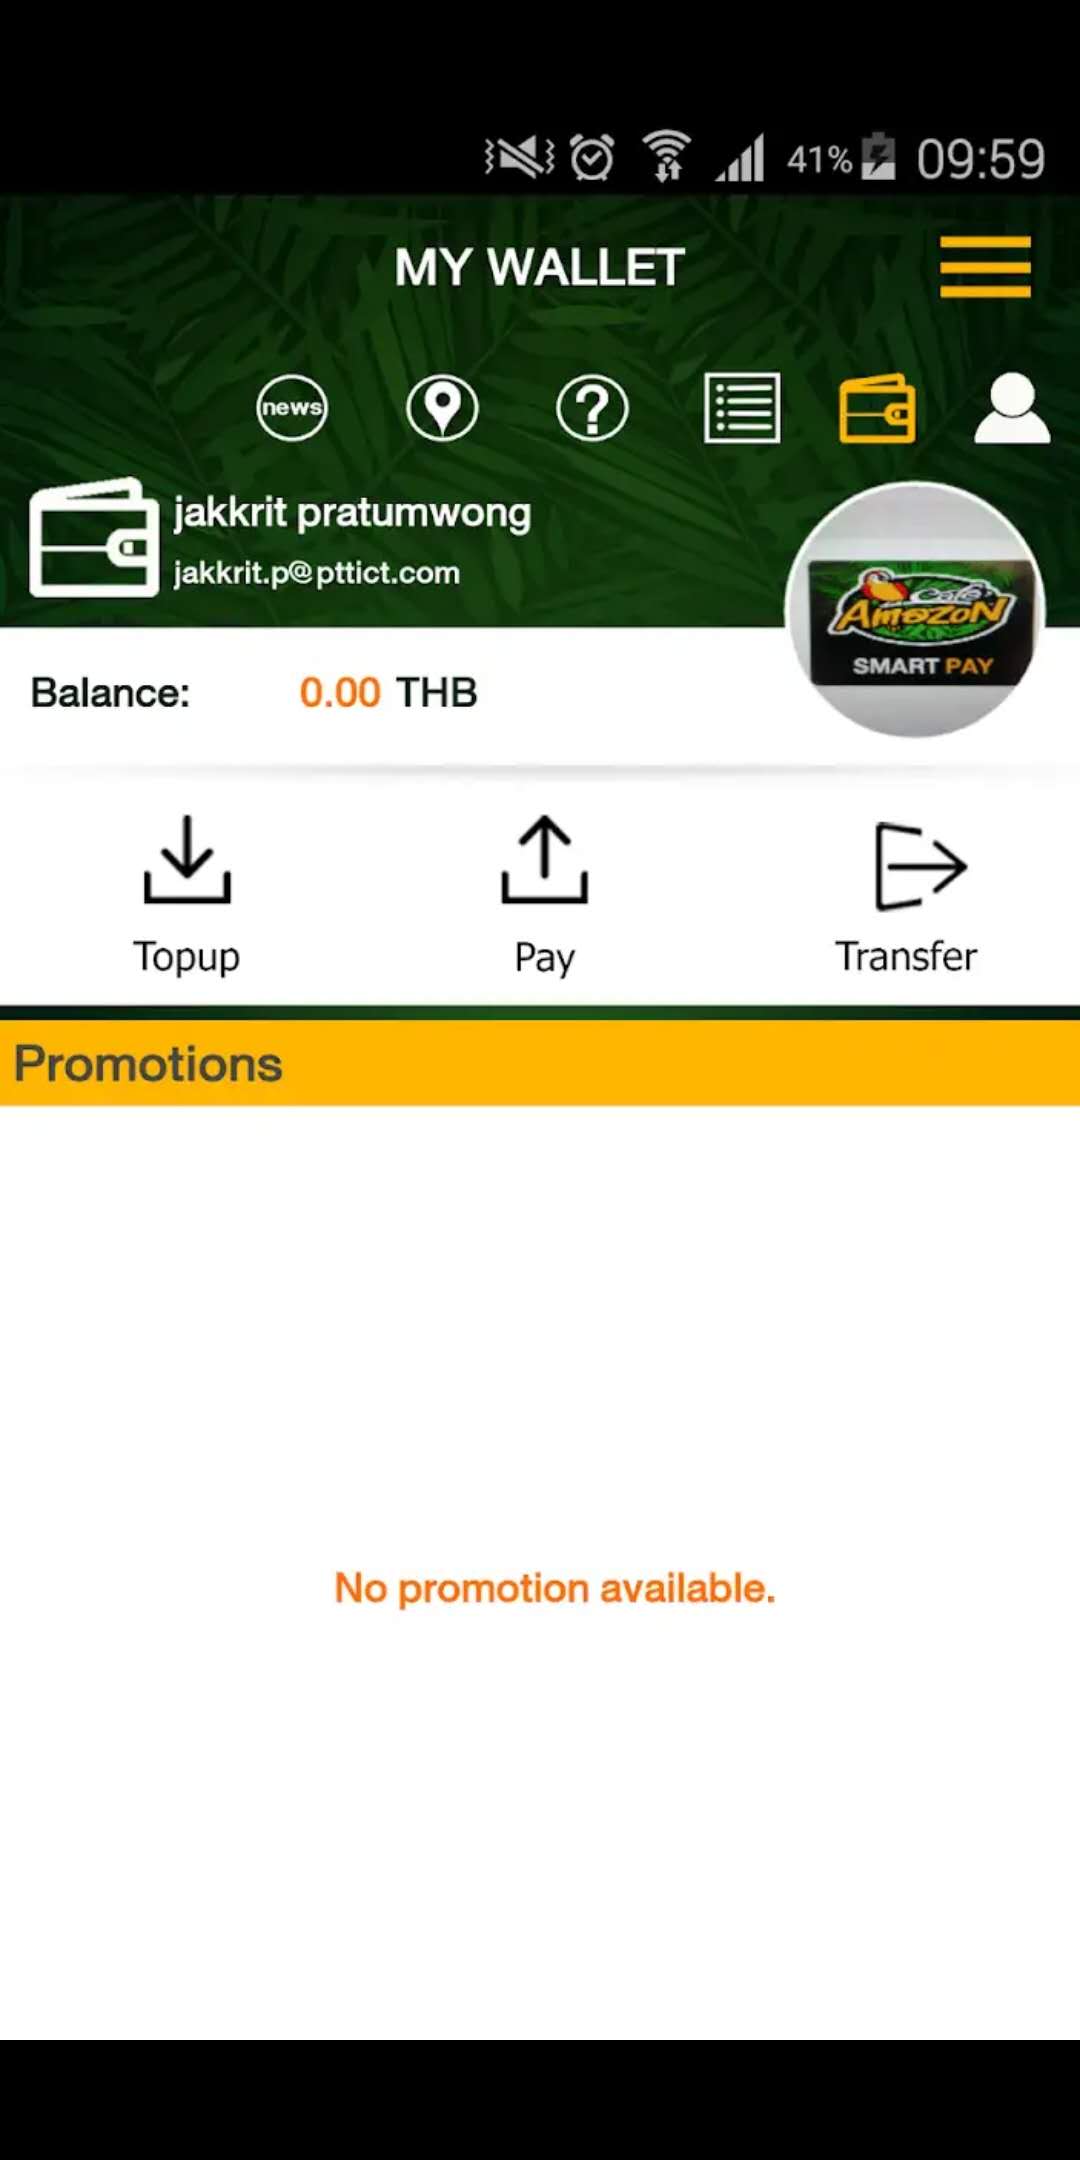 41% 09:59
MY WALLET
news
jakkrit pratumwong
jakkrit.p@pttict.com
Café
Amazon
SMART PAY
Balance: 0.00 THB
Topup Pay Transfer
Promotions
No promotion available.